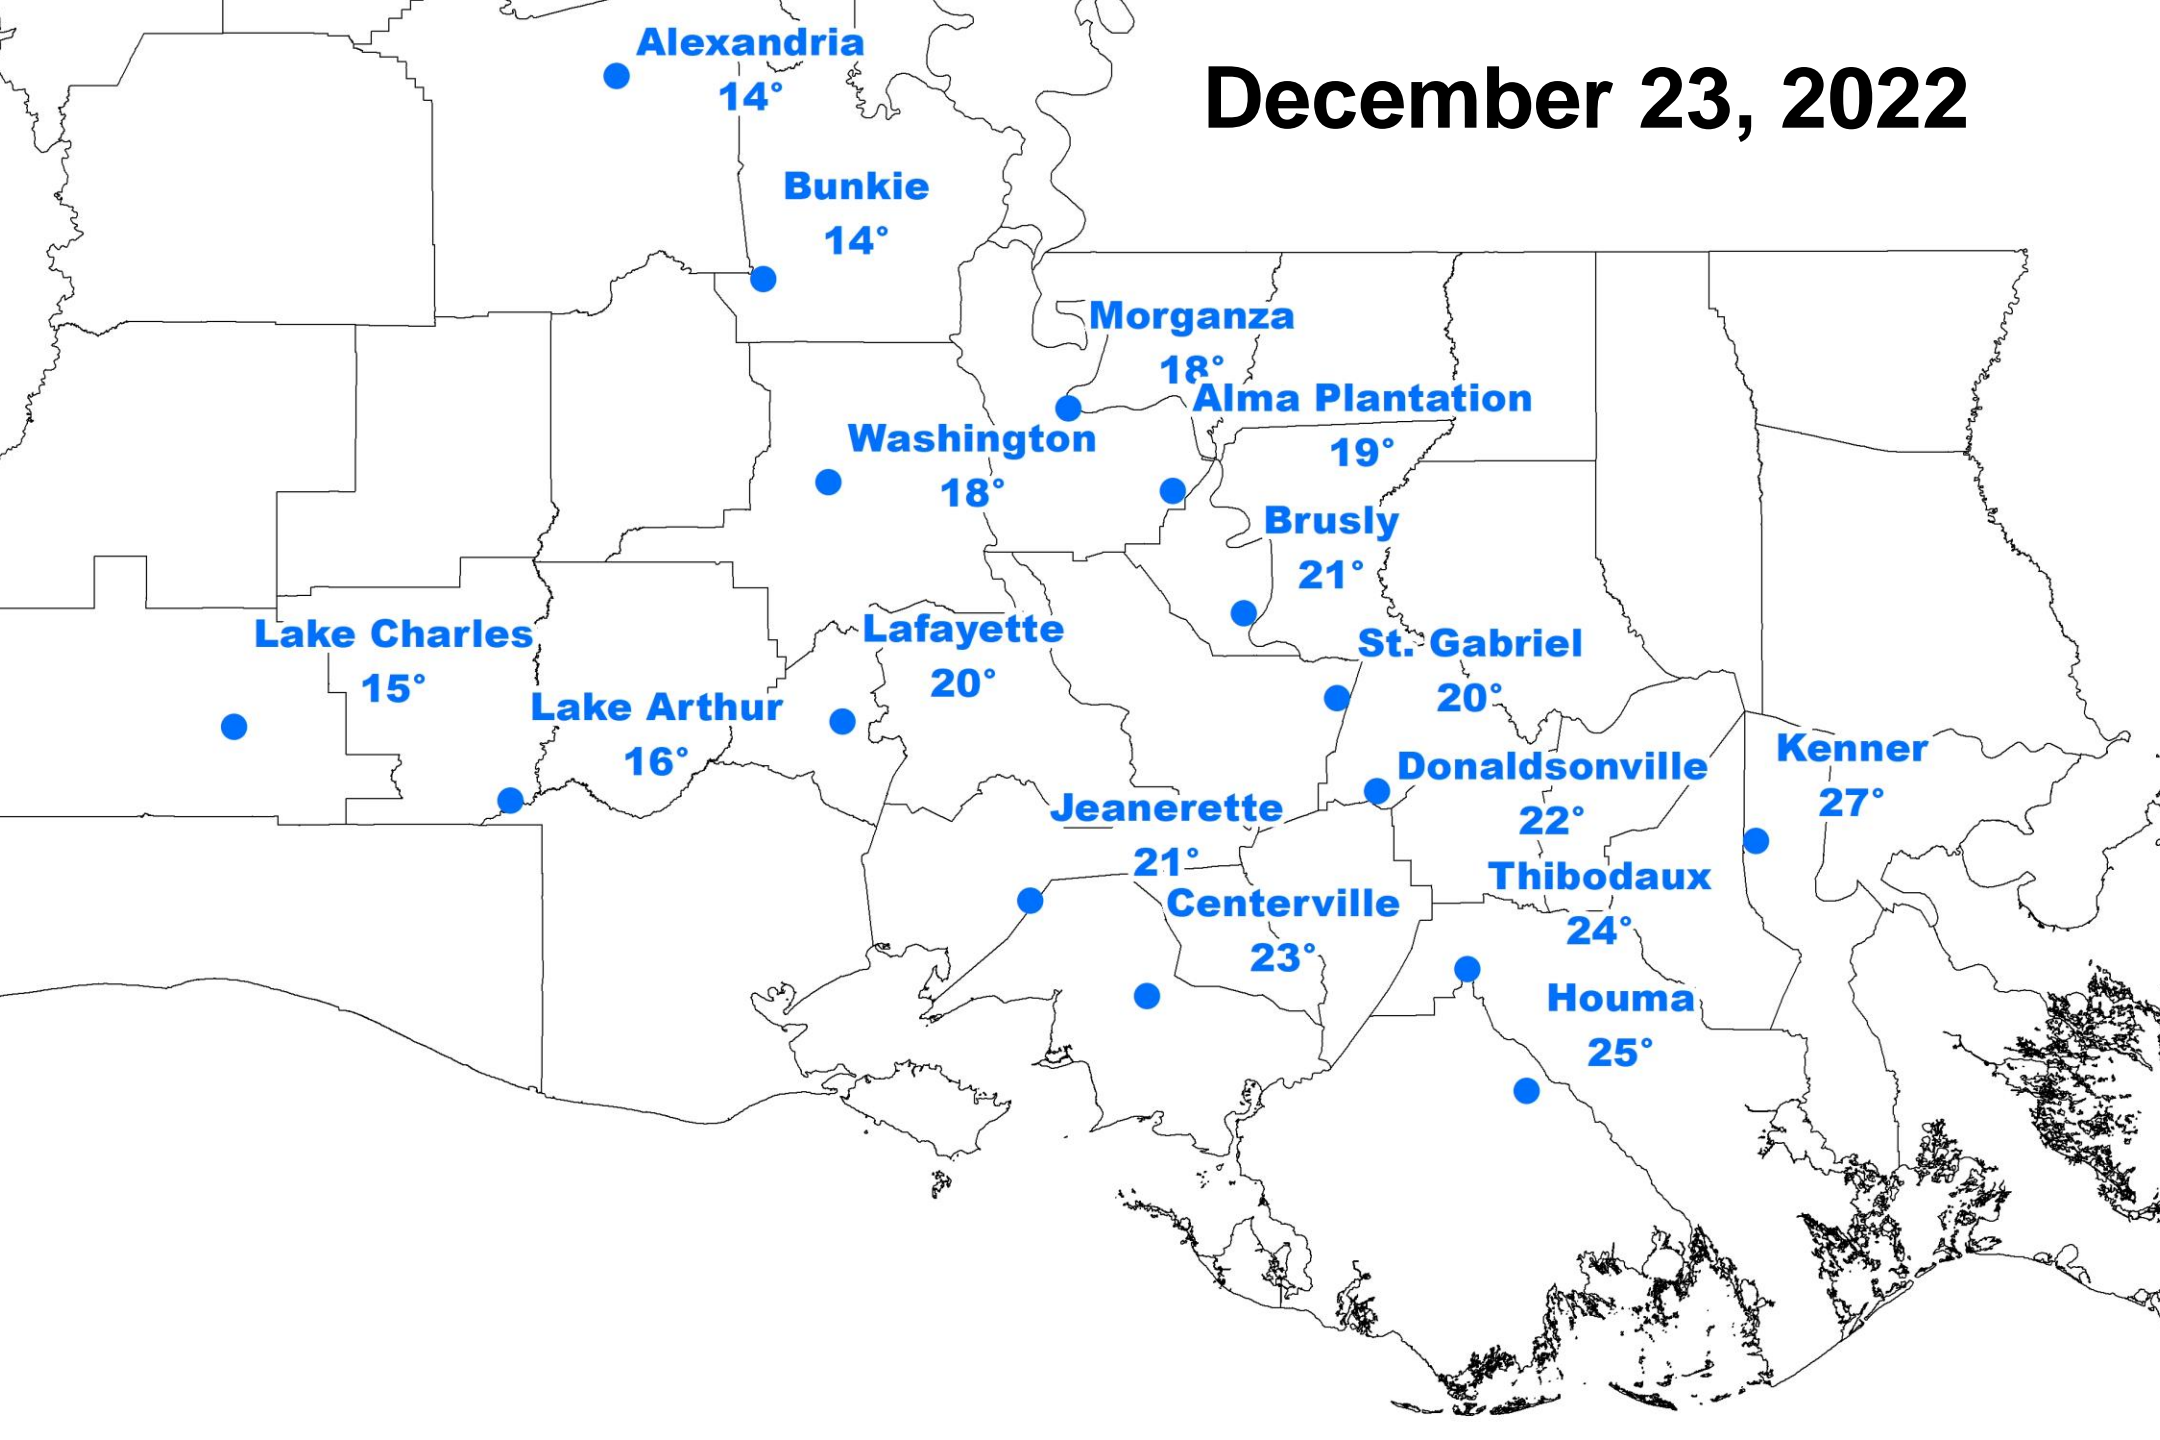 December 23, 2022
Alexandria
14°
Bunkie
14°
Morganza
18°
Alma Plantation
19°
Washington
18°
Brusly
21°
Lake Charles
15°
Lafayette
20°
St. Gabriel
20°
Lake Arthur
16°
Kenner
27°
Donaldsonville
22°
Jeanerette
21°
Thibodaux
24°
Centerville
23°
Houma
25°